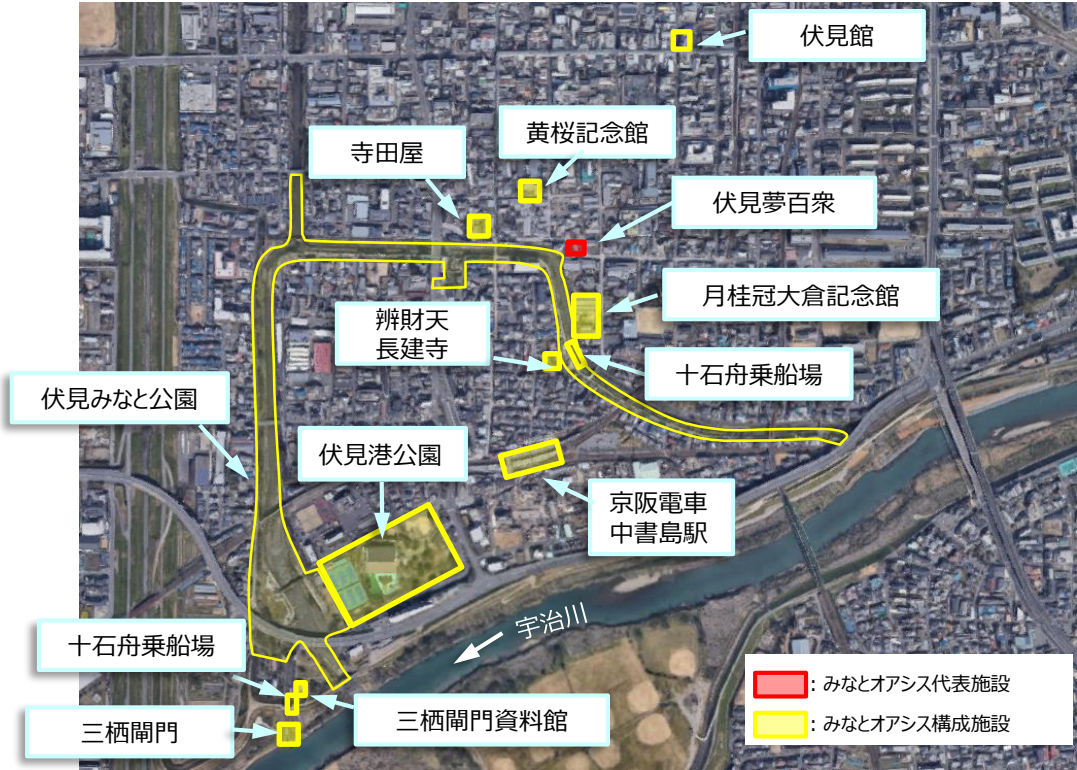 伏見館
黄桜記念館
寺田屋
伏見夢百衆
月桂冠大倉記念館
辨財天
長建寺
十石舟乗船場
伏見みなと公園
伏見港公園
京阪電車
中書島駅
宇治川
十石舟乗船場
三栖閘門資料館
三栖閘門
：みなとオアシス代表施設
：みなとオアシス構成施設